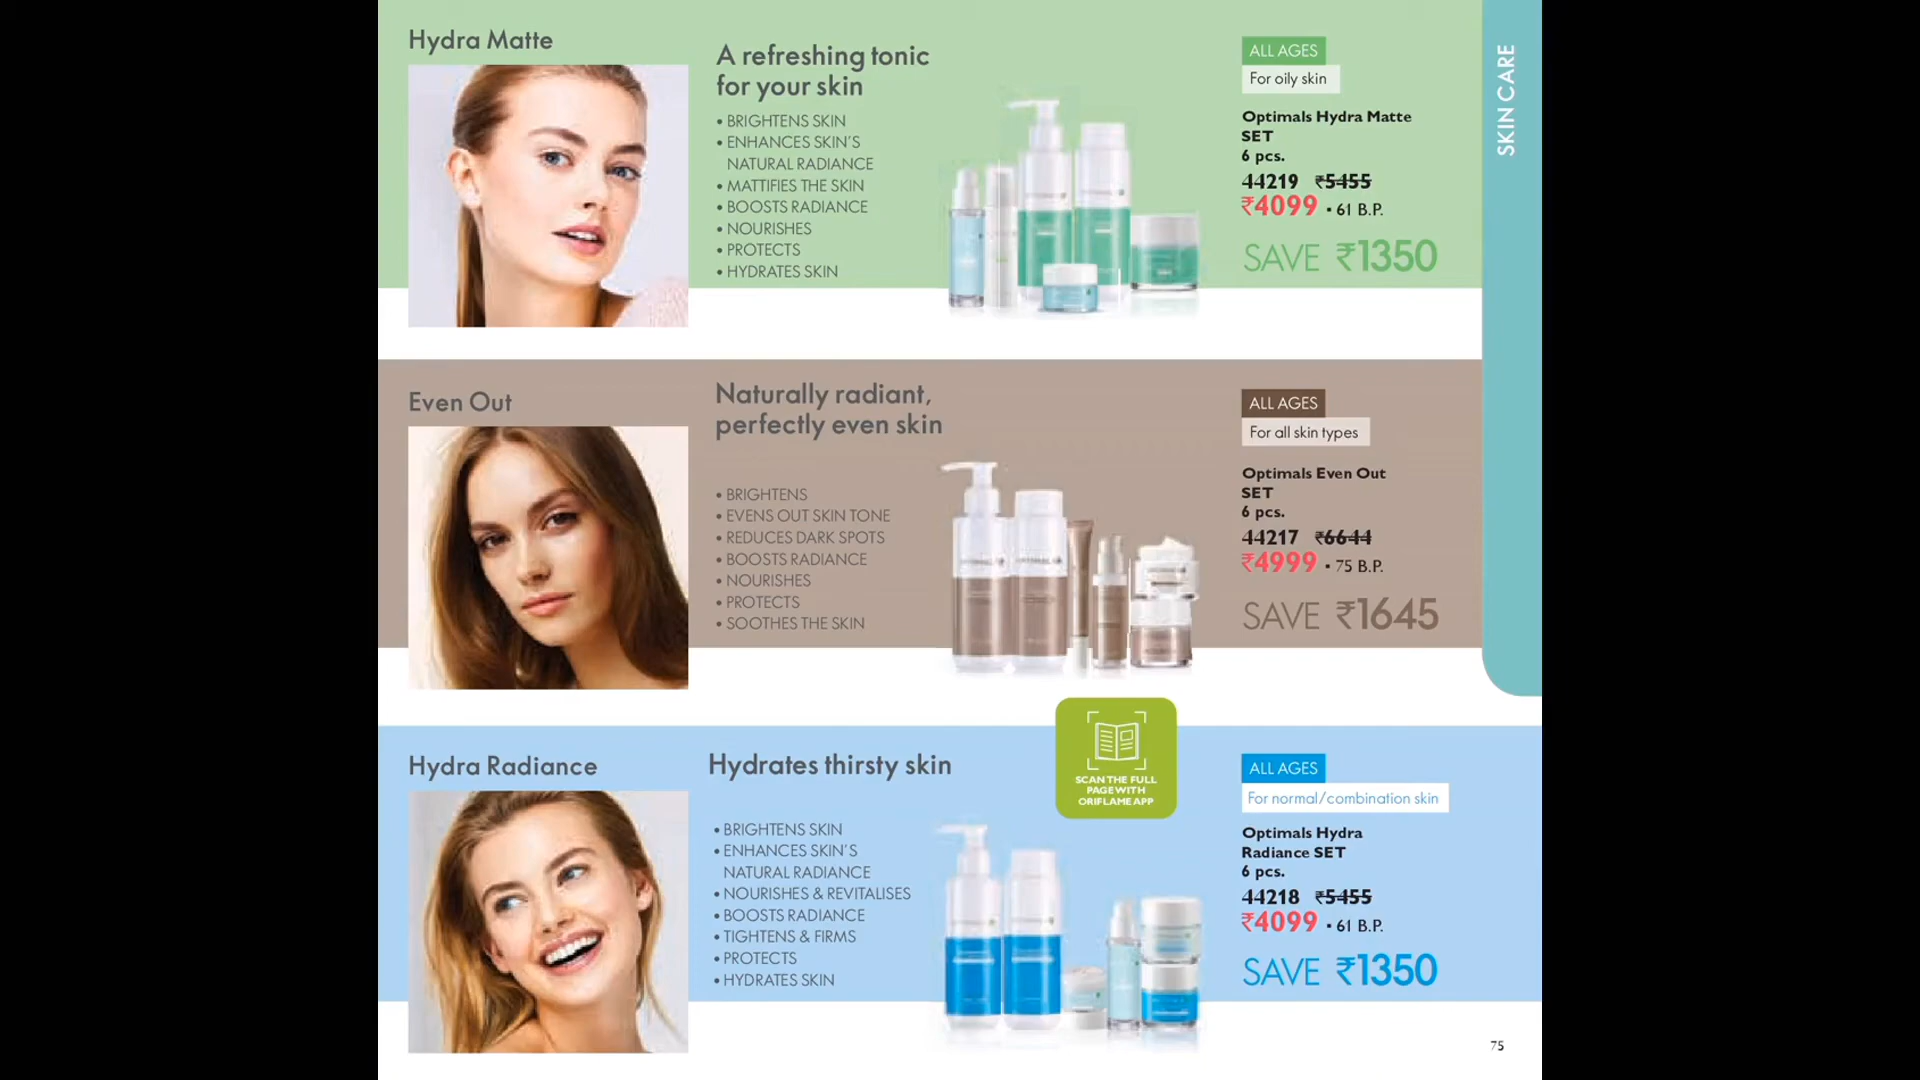 Hydra Matte
A refreshing tonic
for your skin
• BRIGHTENS SKIN
• ENHANCES SKIN'S
NATURAL RADIANCE
• MATTIFIES THE SKIN
• BOOSTS RADIANCE
• NOURISHES
• PROTECTS
• HYDRATES SKIN
ALL AGES
For oily skin
Optimals Hydra Matte
SET
6 pcs.
44219 ₹5455
₹4099 • 61 B.P.
SAVE ₹1350
SKIN CARE
Even Out
Naturally radiant,
perfectly even skin
• BRIGHTENS
• EVENS OUT SKIN TONE
• REDUCES DARK SPOTS
• BOOSTS RADIANCE
• NOURISHES
• PROTECTS
• SOOTHES THE SKIN
ALL AGES
For all skin types
Optimals Even Out
SET
6 pcs.
44217 ₹6644
₹4999 • 75 B.P.
SAVE ₹1645
SCAN THE FULL
PAGE WITH
ORIFLAME APP
Hydra Radiance
Hydrates thirsty skin
• BRIGHTENS SKIN
• ENHANCES SKIN'S
NATURAL RADIANCE
• NOURISHES & REVITALISES
• BOOSTS RADIANCE
• TIGHTENS & FIRMS
• PROTECTS
• HYDRATES SKIN
ALL AGES
For normal/combination skin
Optimals Hydra
Radiance SET
6 pcs.
44218 ₹5455
₹4099 • 61 B.P.
SAVE ₹1350
75